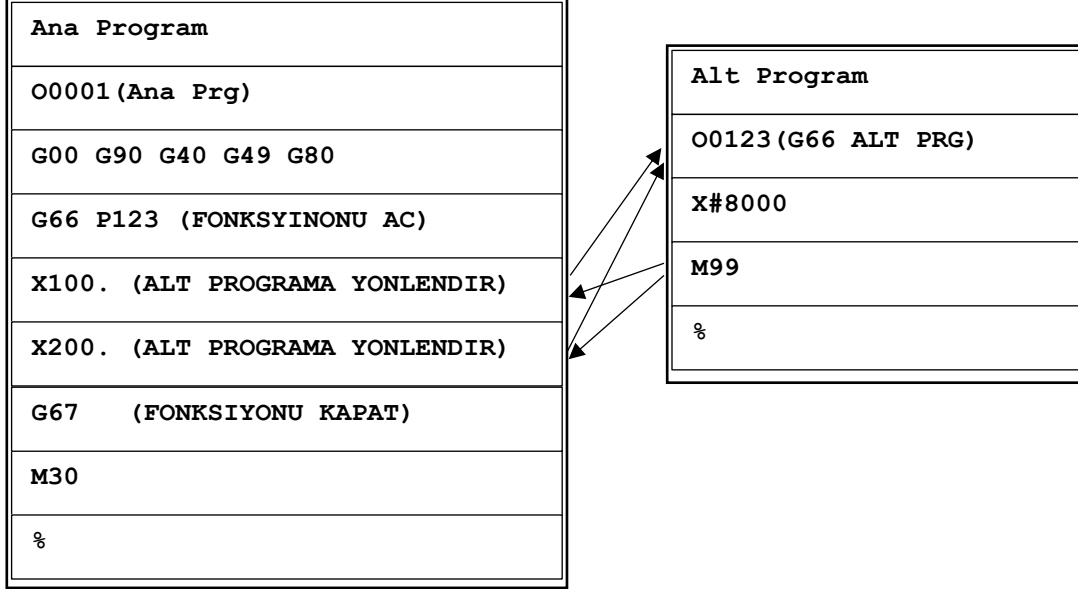 Ana Program
O0001(Ana Prg)
G00 G90 G40 G49 G80
G66 P123 (FONKSYINONU AC)
X100. (ALT PROGRAMA YONLENDIR)
X200. (ALT PROGRAMA YONLENDIR)
G67 (FONKSIYONU KAPAT)
M30
%
Alt Program
O0123(G66 ALT PRG)
X#8000
M99
%